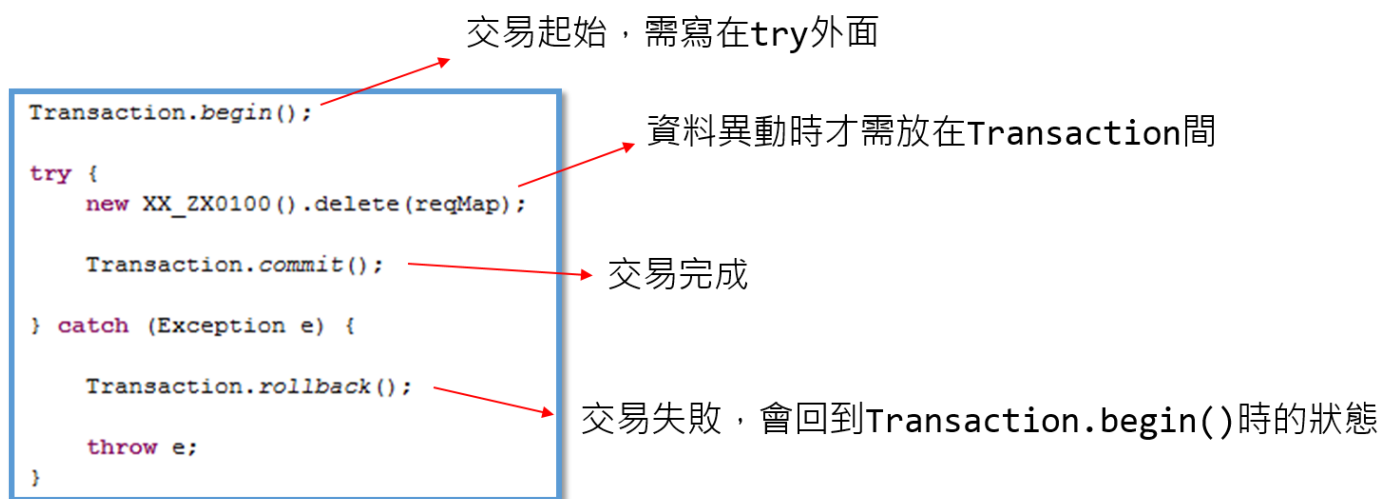 交易起始，需寫在try外面
Transaction.begin();
資料異動時才需放在Transaction間
try {
new XX_ZX0100().delete(reqMap);
Transaction.commit();
交易完成
} catch (Exception e) {
Transaction.rollback();
交易失敗，會回到Transaction.begin()時的狀態
throw e;
}